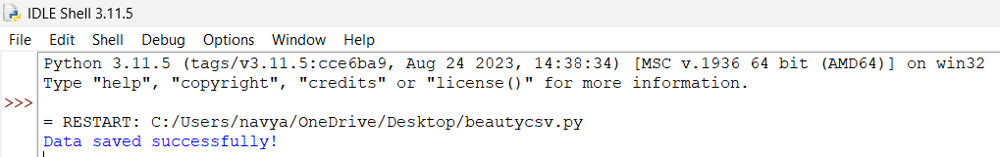 IDLE Shell 3.11.5
File Edit Shell Debug Options Window Help
Python 3.11.5 (tags/v3.11.5:cce6ba9, Aug 24 2023, 14:38:34) [MSC v.1936 64 bit (AMD64)] on win32
Type "help", "copyright", "credits" or "license()" for more information.
>>>
= RESTART: C:/Users/navya/OneDrive/Desktop/beautycsv.py
Data saved successfully!